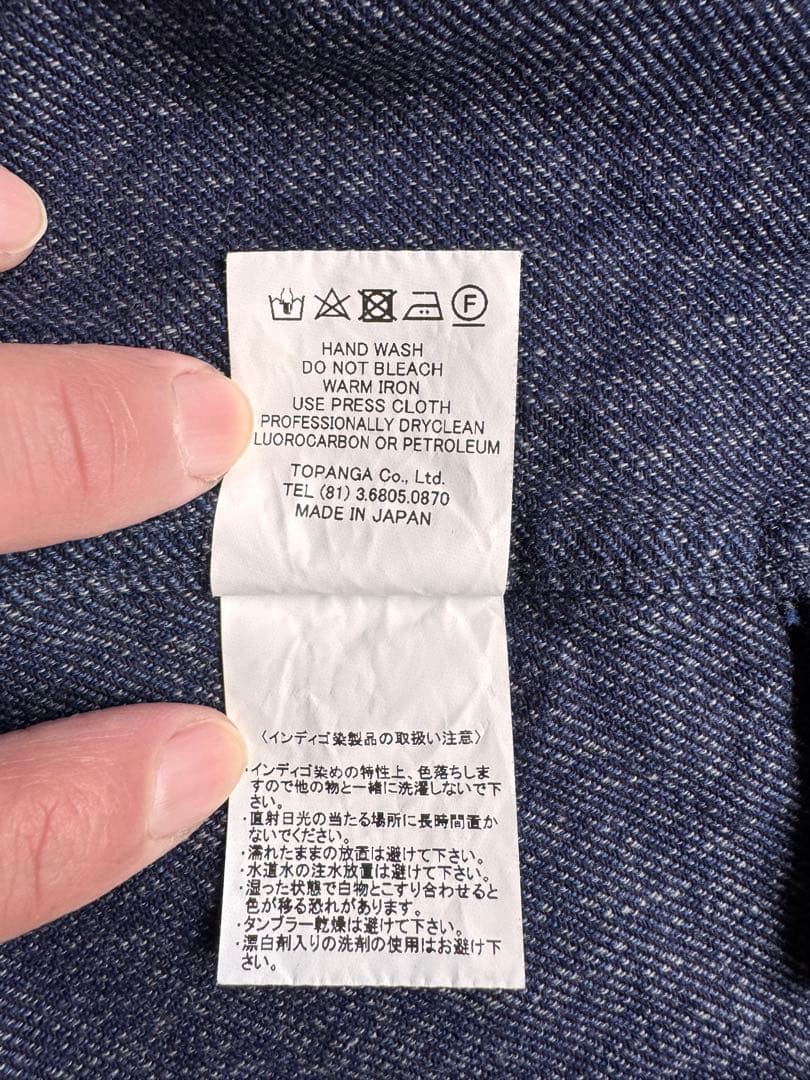 F
HAND WASH
DO NOT BLEACH
WARM IRON
USE PRESS CLOTH
PROFESSIONALLY DRYCLEAN
LUOROCARBON OR PETROLEUM
TOPANGA Co., Ltd.
TEL (81) 3.6805.0870
MADE IN JAPAN
〈インディゴ染製品の取扱い注意〉
・インディゴ染めの特性上、色落ちしま
すので他の物と一緒に洗濯しないで下
さい。
・直射日光の当たる場所に長時間置か
ないでください。
・濡れたままの放置は避けて下さい。
・水道水の注水放置は避けて下さい。
・湿った状態で白物とこすり合わせると
色が移る恐れがあります。
・タンブラー乾燥は避けて下さい。
・漂白剤入りの洗剤の使用はお避け下
さい。